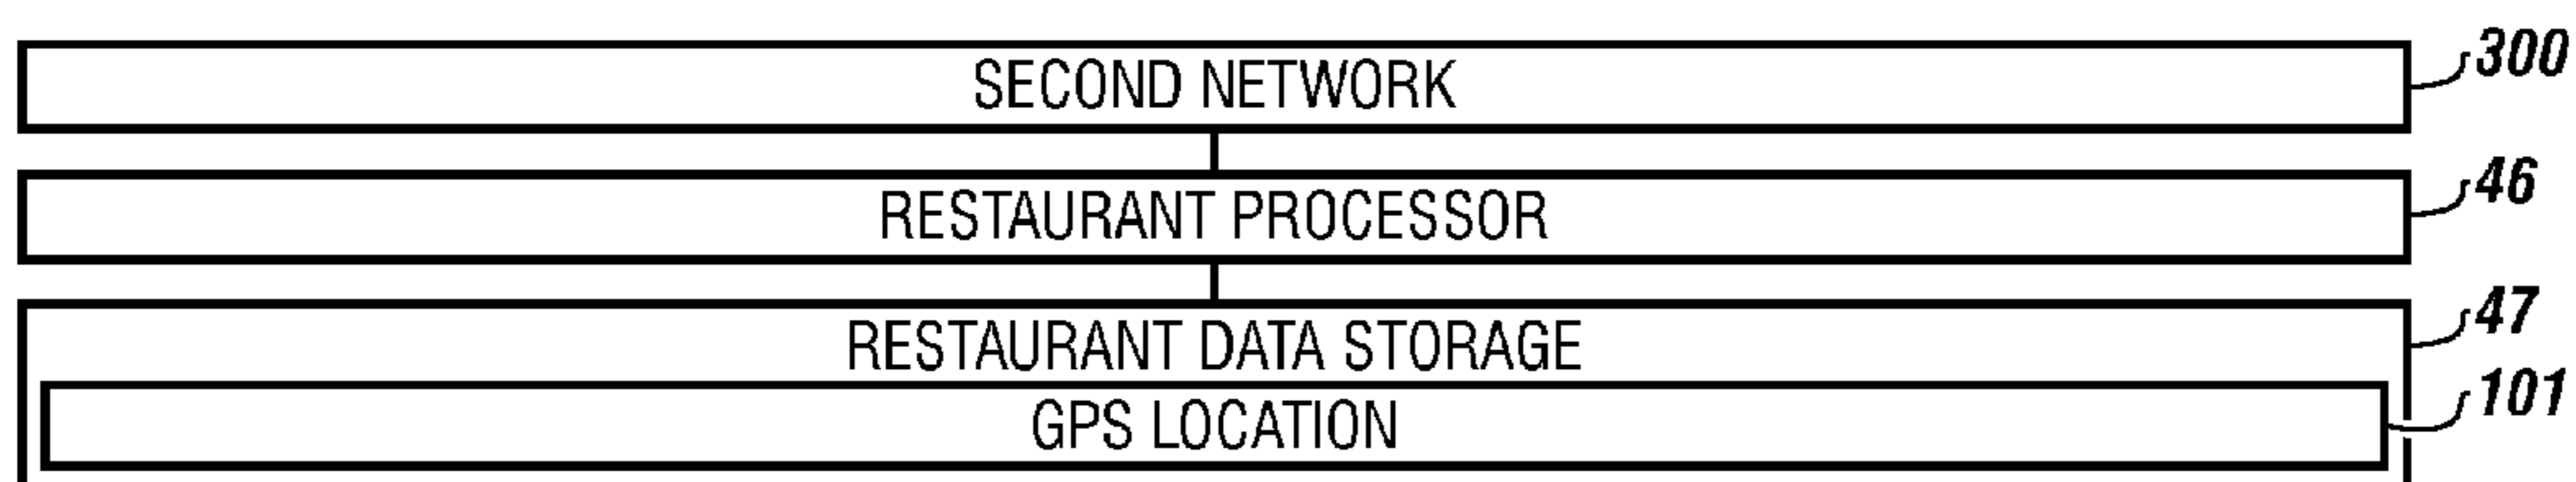 SECOND NETWORK 300
RESTAURANT PROCESSOR 46
RESTAURANT DATA STORAGE 47
GPS LOCATION 101